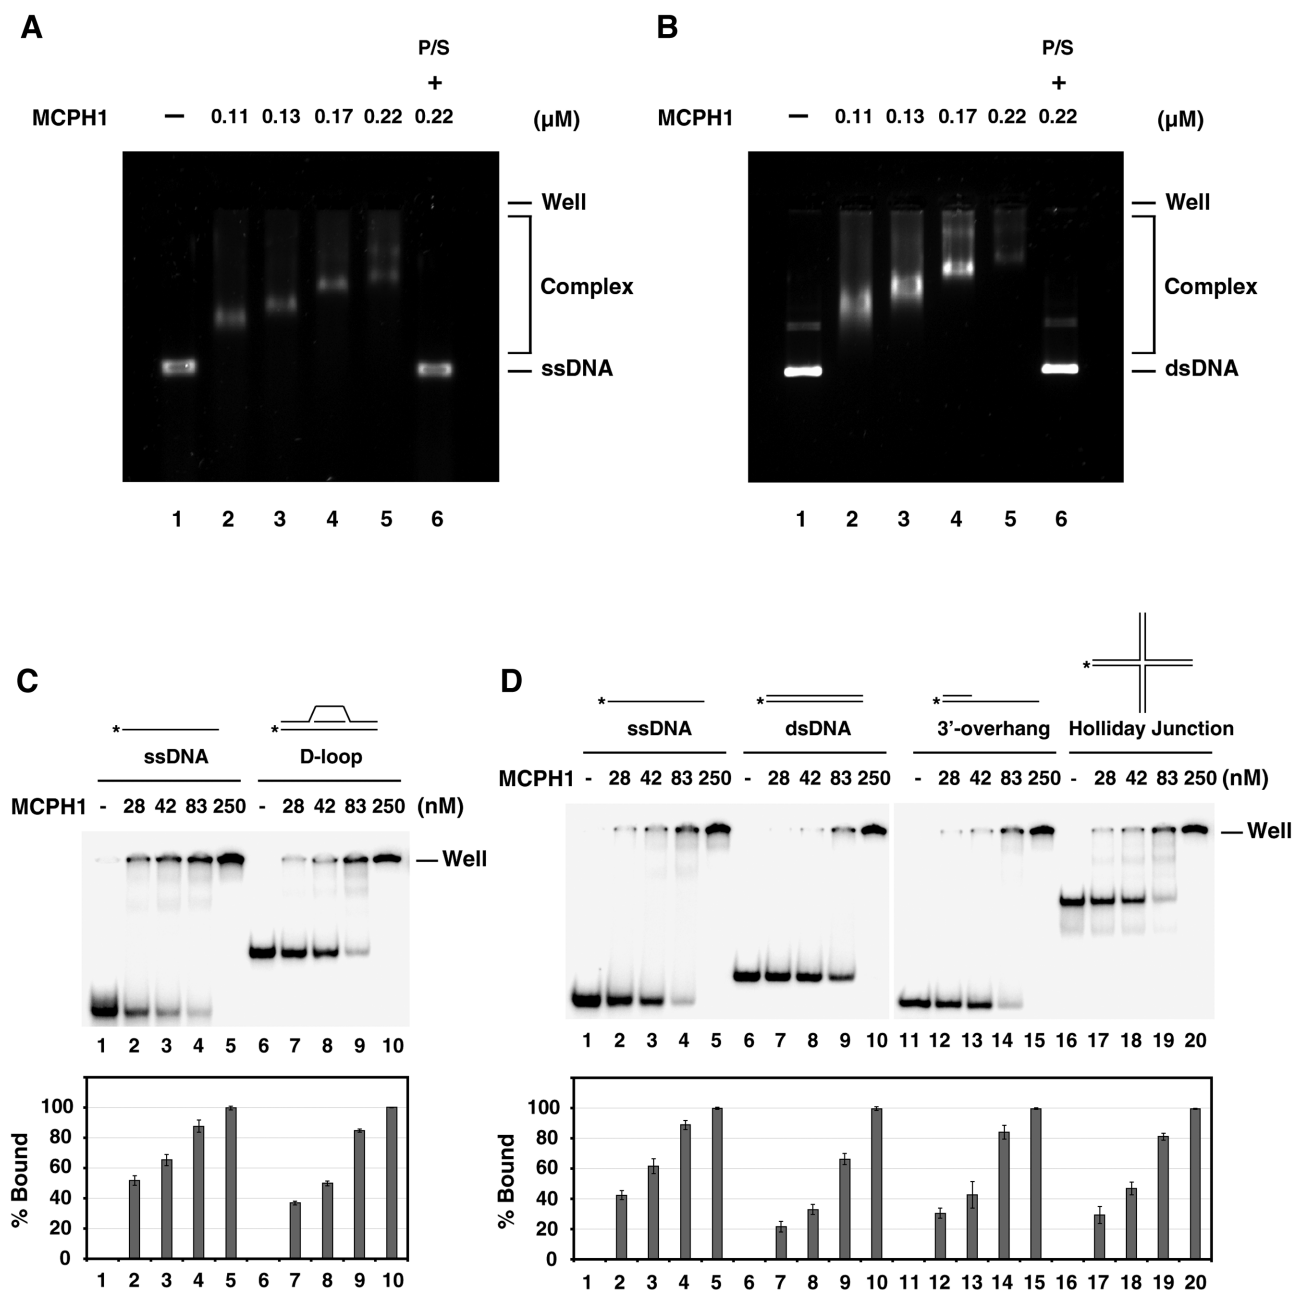 A
P/S
+
MCPH1 – 0.11 0.13 0.17 0.22 0.22 (µM)
Well
Complex
ssDNA
1 2 3 4 5 6
B
P/S
+
MCPH1 – 0.11 0.13 0.17 0.22 0.22 (µM)
Well
Complex
dsDNA
1 2 3 4 5 6
C
* *
ssDNA D-loop
MCPH1 - 28 42 83 250 - 28 42 83 250 (nM)
Well
1 2 3 4 5 6 7 8 9 10
% Bound
100
80
60
40
20
0
1 2 3 4 5 6 7 8 9 10
D
* * * *
ssDNA dsDNA 3'-overhang Holliday Junction
MCPH1 - 28 42 83 250 - 28 42 83 250 - 28 42 83 250 - 28 42 83 250 (nM)
Well
1 2 3 4 5 6 7 8 9 10 11 12 13 14 15 16 17 18 19 20
% Bound
100
80
60
40
20
0
1 2 3 4 5 6 7 8 9 10 11 12 13 14 15 16 17 18 19 20